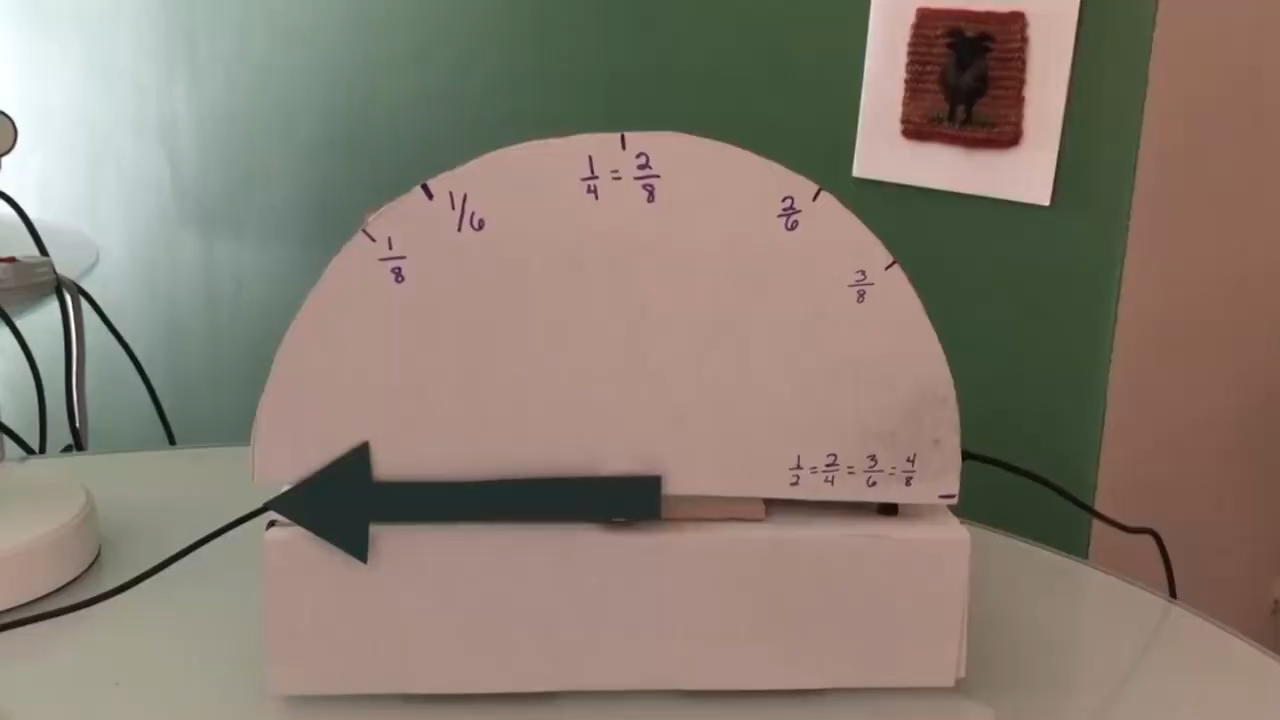 1/4 = 2/8
1/6
2/6
1/8
3/8
1/2 = 2/4 = 3/6 = 4/8